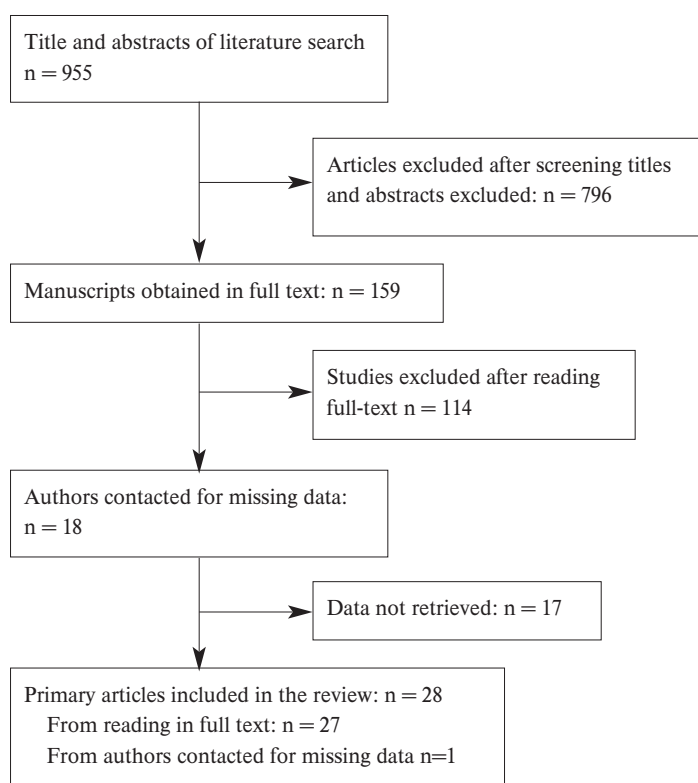 Title and abstracts of literature search
n = 955
Articles excluded after screening titles
and abstracts excluded: n = 796
Manuscripts obtained in full text: n = 159
Studies excluded after reading
full-text n = 114
Authors contacted for missing data:
n = 18
Data not retrieved: n = 17
Primary articles included in the review: n = 28
From reading in full text: n = 27
From authors contacted for missing data n=1